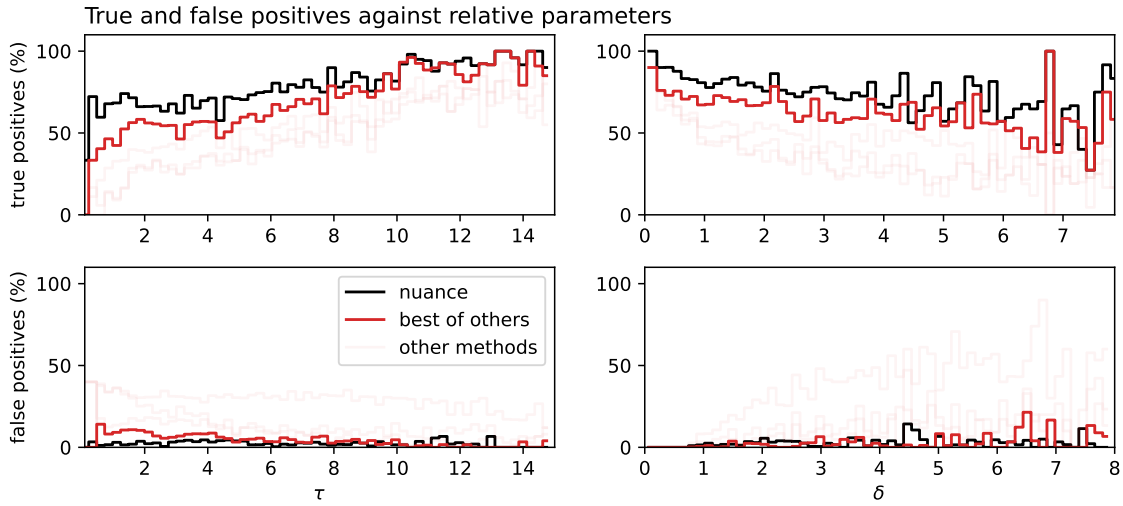 True and false positives against relative parameters
true positives (%)
100
50
0
2 4 6 8 10 12 14
100
50
0
0 1 2 3 4 5 6 7
false positives (%)
100
50
0
nuance
best of others
other methods
2 4 6 8 10 12 14
τ
100
50
0
0 1 2 3 4 5 6 7 8
δ